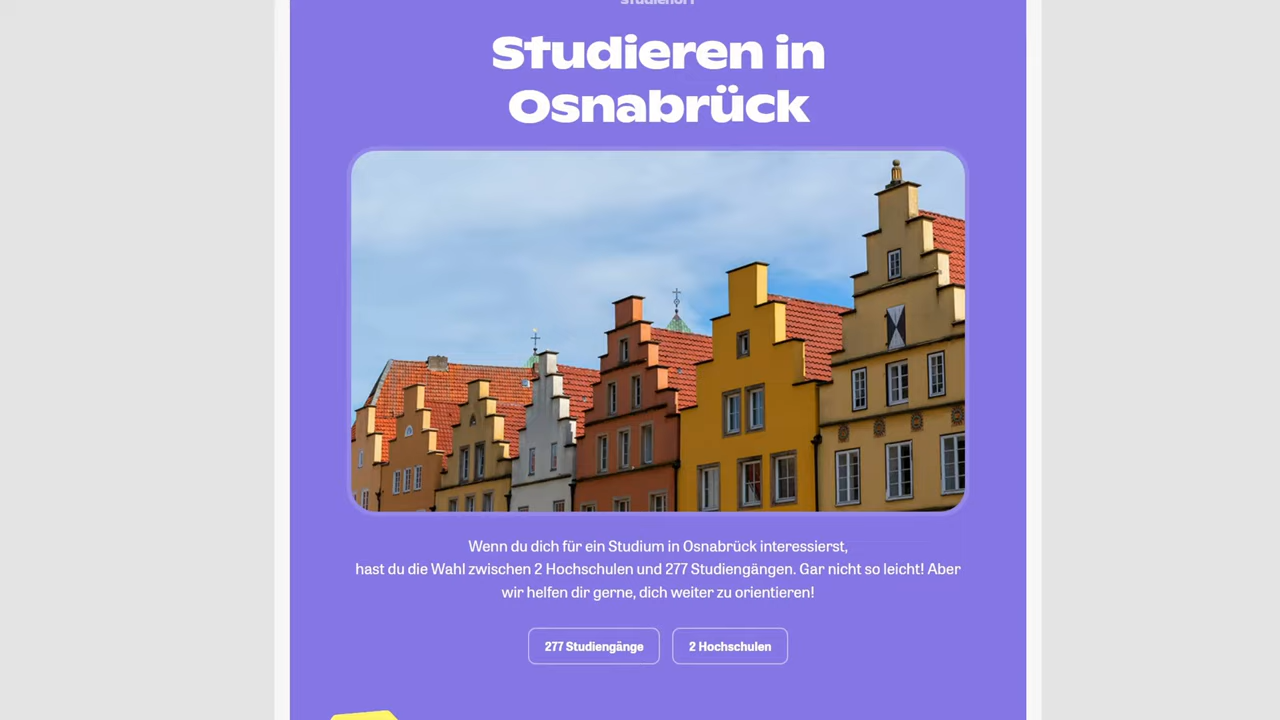 Studieren in
Osnabrück
Wenn du dich für ein Studium in Osnabrück interessierst,
hast du die Wahl zwischen 2 Hochschulen und 277 Studiengängen. Gar nicht so leicht! Aber
wir helfen dir gerne, dich weiter zu orientieren!
277 Studiengänge
2 Hochschulen